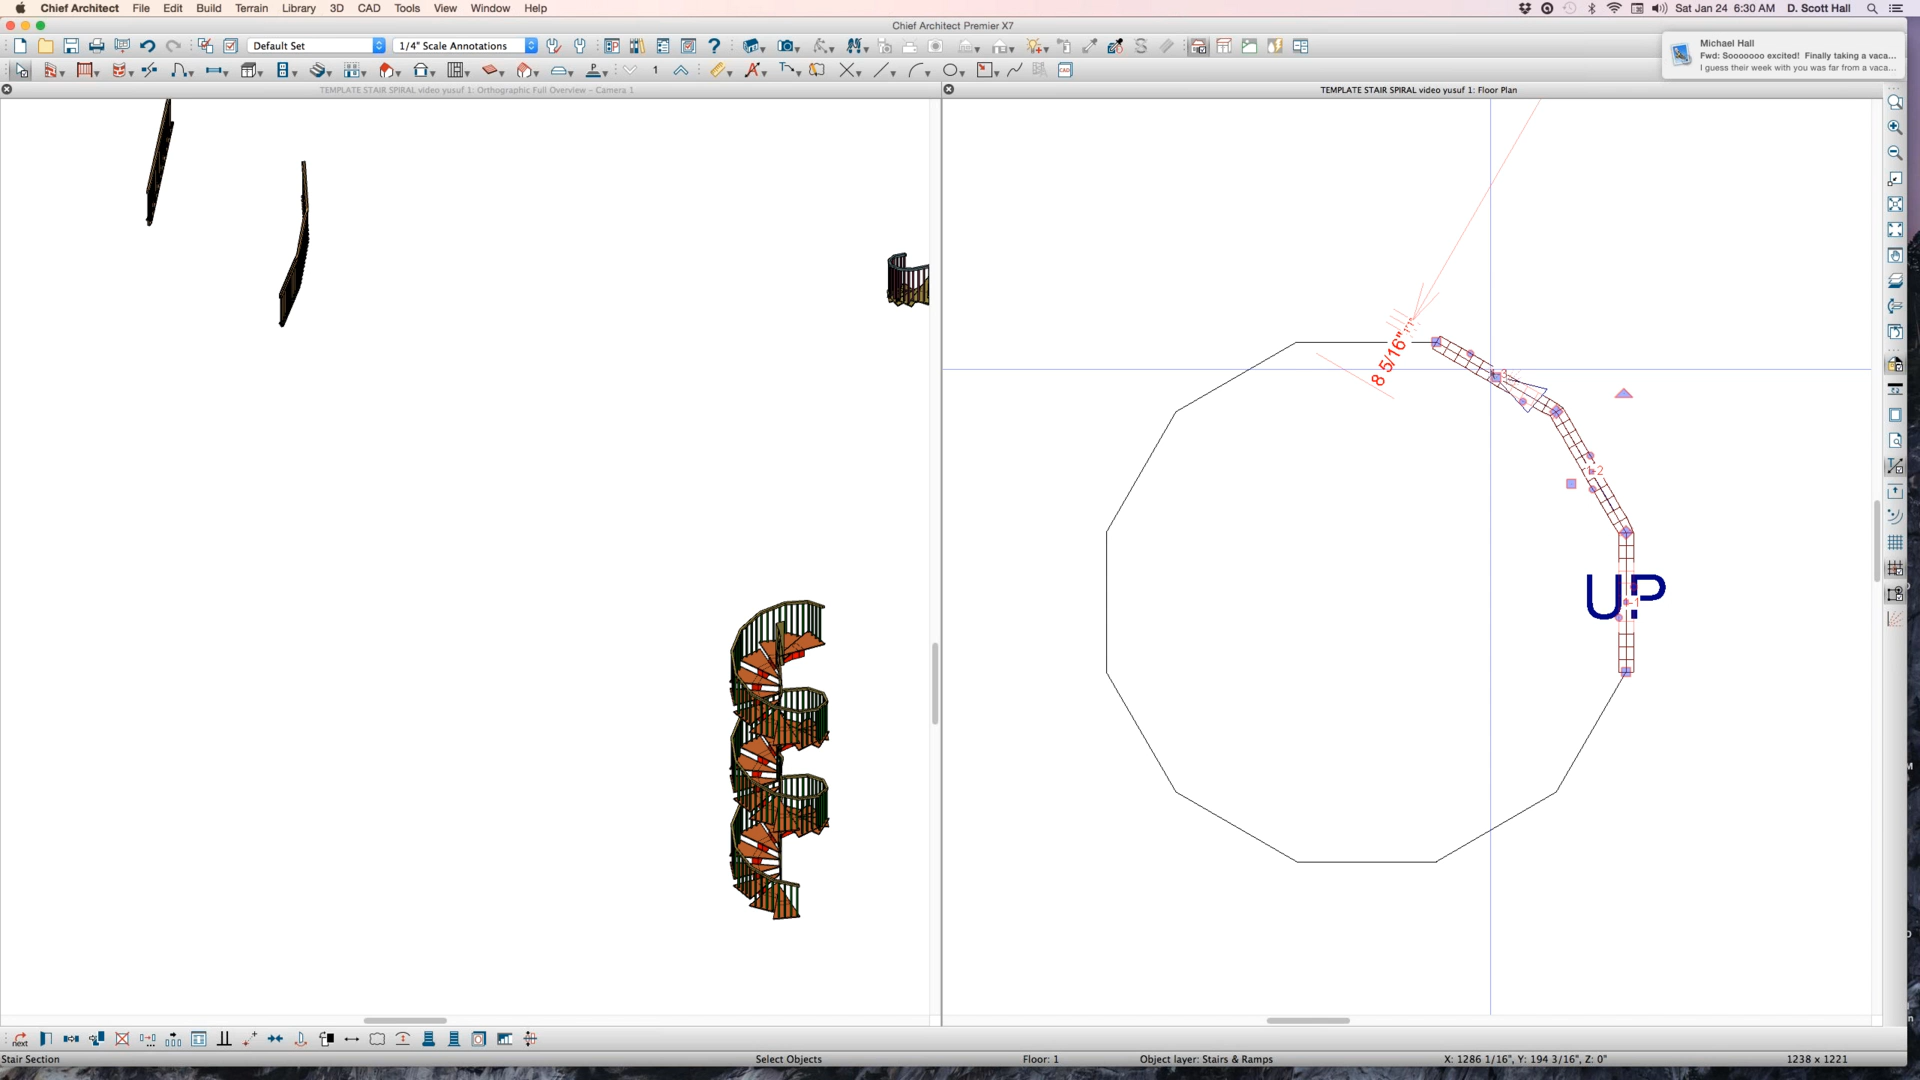 Chief Architect File Edit Build Terrain Library 3D CAD Tools View Window Help
Sat Jan 24 6:30 AM D. Scott Hall
Chief Architect Premier X7
Default Set
1/4" Scale Annotations
Michael Hall
Fwd: Sooooooo excited! Finally taking a vaca...
I guess their week with you was far from a vaca...
1
TEMPLATE STAIR SPIRAL video yusuf 1: Orthographic Full Overview - Camera 1
TEMPLATE STAIR SPIRAL video yusuf 1: Floor Plan
8 5/16"
UP
next
Stair Section
Select Objects
Floor: 1
Object layer: Stairs & Ramps
X: 1286 1/16", Y: 194 3/16", Z: 0"
1238 x 1221